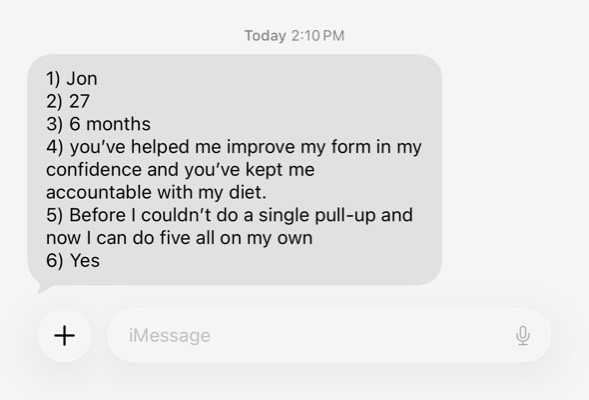 Today 2:10 PM
1) Jon
2) 27
3) 6 months
4) you’ve helped me improve my form in my
confidence and you’ve kept me
accountable with my diet.
5) Before I couldn’t do a single pull-up and
now I can do five all on my own
6) Yes
iMessage